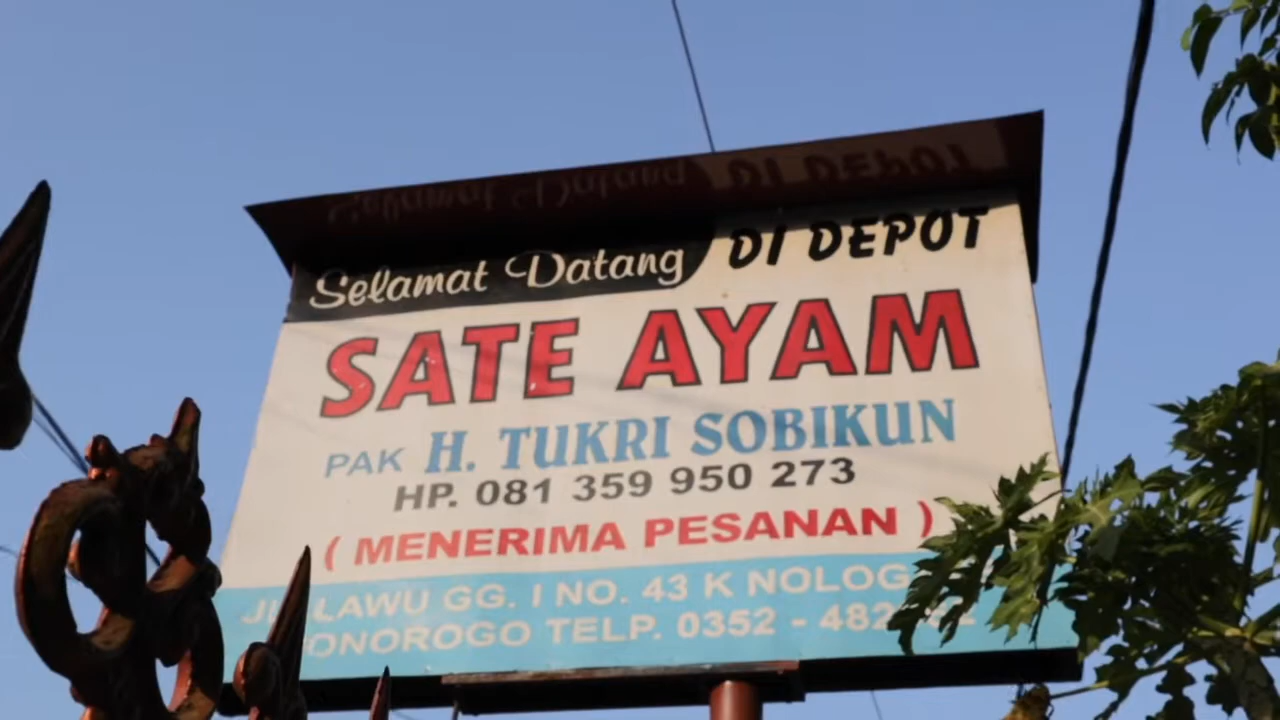 Selamat Datang DI DEPOT
SATE AYAM
PAK H. TUKRI SOBIKUN
HP. 081 359 950 273
( MENERIMA PESANAN )
LAWU GG. I NO. 43 K
TELP. 0352 -